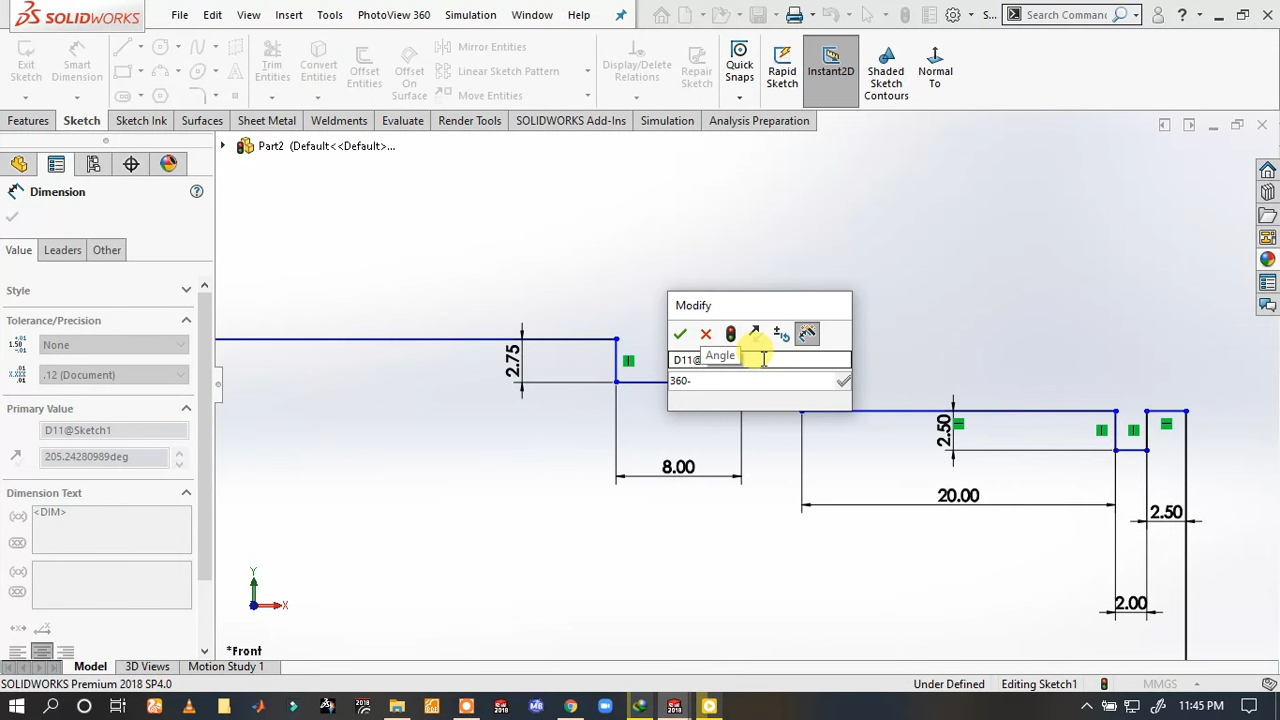 SOLIDWORKS
File
Edit
View
Insert
Tools
PhotoView 360
Simulation
Window
Help
S...
Search Commanc
Exit
Sketch
Smart
Dimension
Trim
Entities
Convert
Entities
Offset
Entities
Offset
On
Surface
Mirror Entities
Linear Sketch Pattern
Move Entities
Display/Delete
Relations
Repair
Sketch
Quick
Snaps
Rapid
Sketch
Instant2D
Shaded
Sketch
Contours
Normal
To
Features
Sketch
Sketch Ink
Surfaces
Sheet Metal
Weldments
Evaluate
Render Tools
SOLIDWORKS Add-Ins
Simulation
Analysis Preparation
Part2 (Default<<Default>...
Dimension
Value
Leaders
Other
Style
Tolerance/Precision
None
.12 (Document)
Primary Value
D11@Sketch1
205.24280989deg
Dimension Text
<DIM>
Modify
D11@
Angle
360-
2.75
8.00
2.50
20.00
2.50
2.00
Y
X
*Front
Model
3D Views
Motion Study 1
SOLIDWORKS Premium 2018 SP4.0
Under Defined
Editing Sketch1
MMGS
11:45 PM